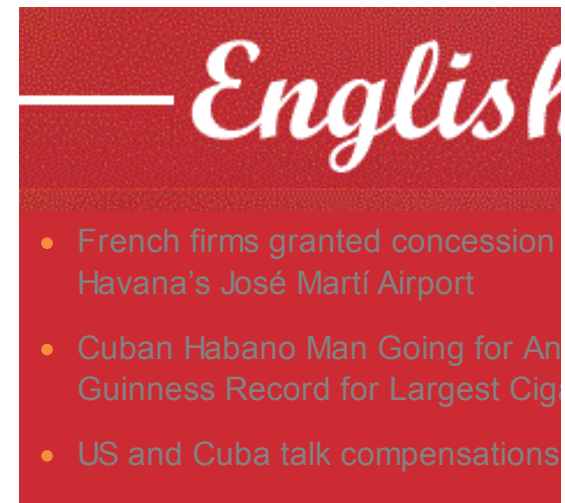 English
French firms granted concession
Havana’s José Martí Airport
Cuban Habano Man Going for An
Guinness Record for Largest Ciga
US and Cuba talk compensations